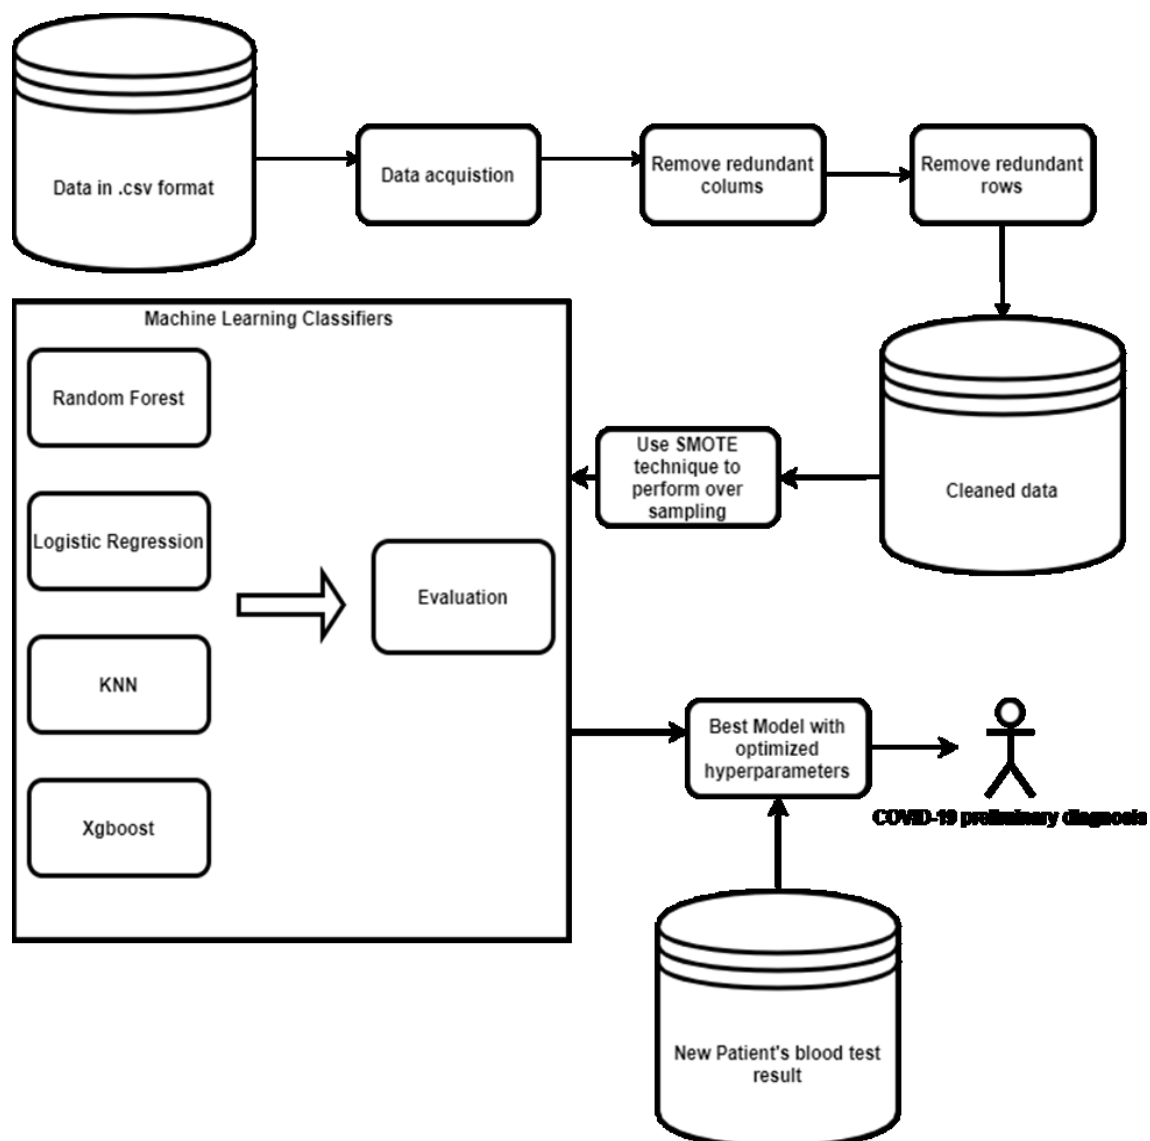 Data in .csv format
Data acquistion
Remove redundant
colums
Remove redundant
rows
Machine Learning Classifiers
Random Forest
Logistic Regression
KNN
Xgboost
Evaluation
Use SMOTE
technique to
perform over
sampling
Cleaned data
Best Model with
optimized
hyperparameters
COVID-19 preliminary diagnosis
New Patient's blood test
result